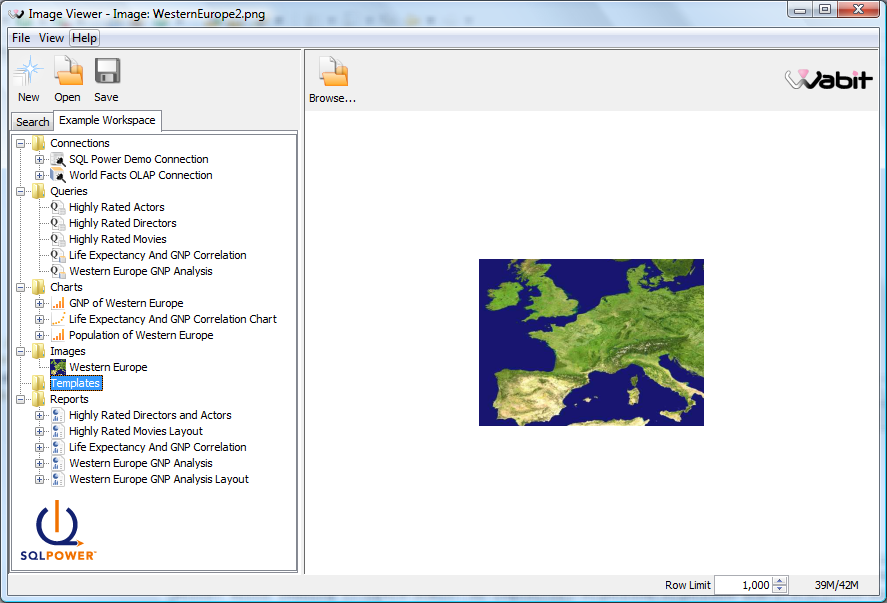 Image Viewer - Image: WesternEurope2.png
File View Help
New Open Save
Browse...
Wabit
Search Example Workspace
Connections
SQL Power Demo Connection
World Facts OLAP Connection
Queries
Highly Rated Actors
Highly Rated Directors
Highly Rated Movies
Life Expectancy And GNP Correlation
Western Europe GNP Analysis
Charts
GNP of Western Europe
Life Expectancy And GNP Correlation Chart
Population of Western Europe
Images
Western Europe
Templates
Reports
Highly Rated Directors and Actors
Highly Rated Movies Layout
Life Expectancy And GNP Correlation
Western Europe GNP Analysis
Western Europe GNP Analysis Layout
SQLPOWER
Row Limit 1,000 39M/42M